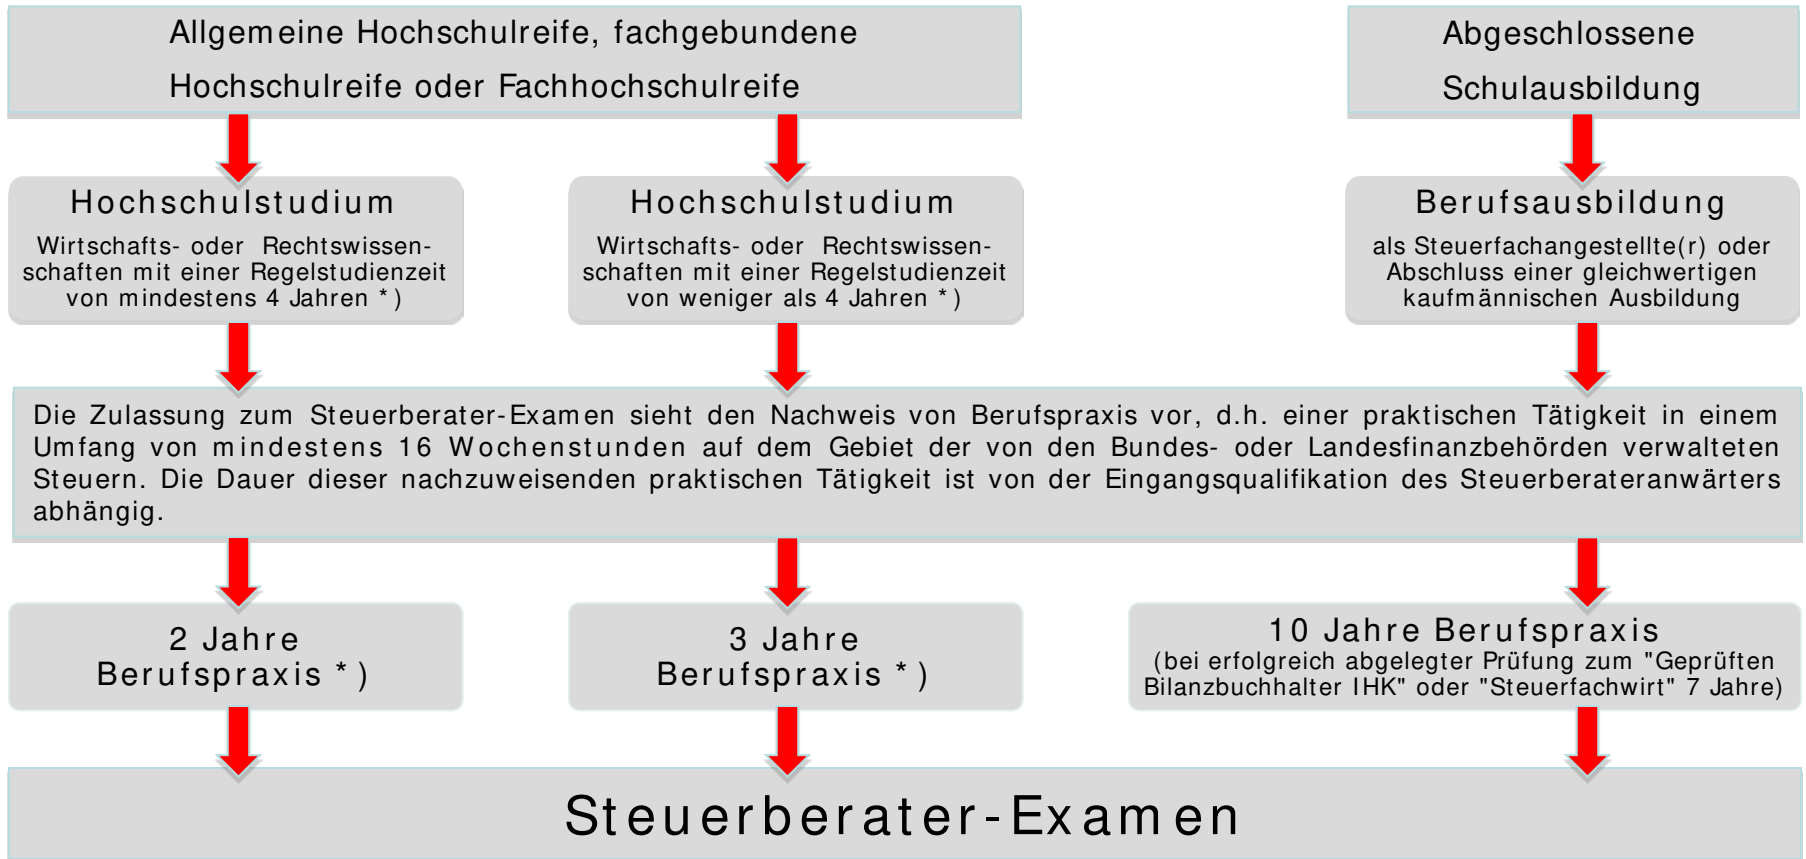 Allgemeine Hochschulreife, fachgebundene
Hochschulreife oder Fachhochschulreife
Abgeschlossene
Schulausbildung
Hochschulstudium
Wirtschafts- oder Rechtswissen-
schaften mit einer Regelstudienzeit
von mindestens 4 Jahren *)
Hochschulstudium
Wirtschafts- oder Rechtswissen-
schaften mit einer Regelstudienzeit
von weniger als 4 Jahren *)
Berufsausbildung
als Steuerfachangestellte(r) oder
Abschluss einer gleichwertigen
kaufmännischen Ausbildung
Die Zulassung zum Steuerberater-Examen sieht den Nachweis von Berufspraxis vor, d.h. einer praktischen Tätigkeit in einem
Umfang von mindestens 16 Wochenstunden auf dem Gebiet der von den Bundes- oder Landesfinanzbehörden verwalteten
Steuern. Die Dauer dieser nachzuweisenden praktischen Tätigkeit ist von der Eingangsqualifikation des Steuerberateranwärters
abhängig.
2 Jahre
Berufspraxis *)
3 Jahre
Berufspraxis *)
10 Jahre Berufspraxis
(bei erfolgreich abgelegter Prüfung zum "Geprüften
Bilanzbuchhalter IHK" oder "Steuerfachwirt" 7 Jahre)
Steuerberater-Examen